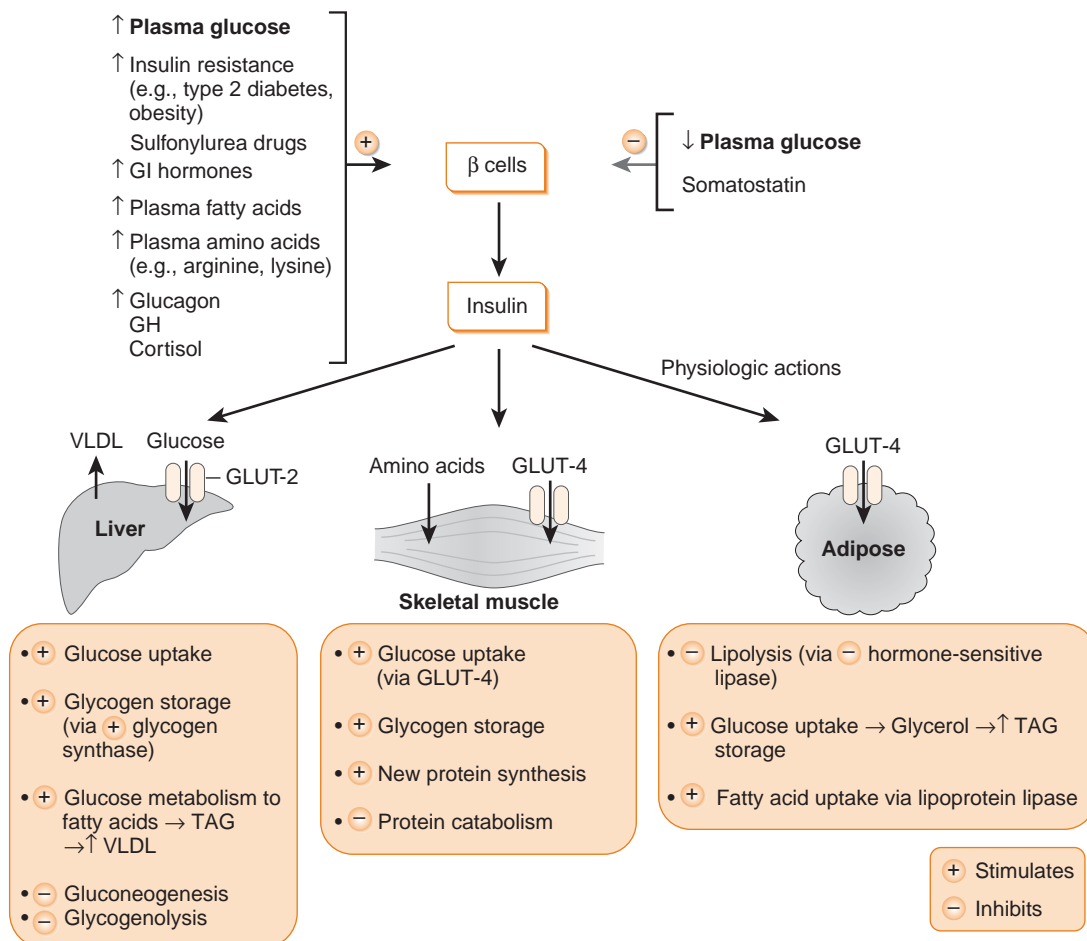 ↑ Plasma glucose
↑ Insulin resistance
(e.g., type 2 diabetes,
obesity)
Sulfonylurea drugs
↑ GI hormones
↑ Plasma fatty acids
↑ Plasma amino acids
(e.g., arginine, lysine)
↑ Glucagon
GH
Cortisol
+
β cells
−
↓ Plasma glucose
Somatostatin
Insulin
Physiologic actions
VLDL
Glucose
GLUT-2
Liver
Amino acids
GLUT-4
Skeletal muscle
GLUT-4
Adipose
• + Glucose uptake
• + Glycogen storage
(via + glycogen
synthase)
• + Glucose metabolism to
fatty acids → TAG
→↑ VLDL
• − Gluconeogenesis
• − Glycogenolysis
• + Glucose uptake
(via GLUT-4)
• + Glycogen storage
• + New protein synthesis
• − Protein catabolism
• − Lipolysis (via − hormone-sensitive
lipase)
• + Glucose uptake → Glycerol →↑ TAG
storage
• + Fatty acid uptake via lipoprotein lipase
+ Stimulates
− Inhibits